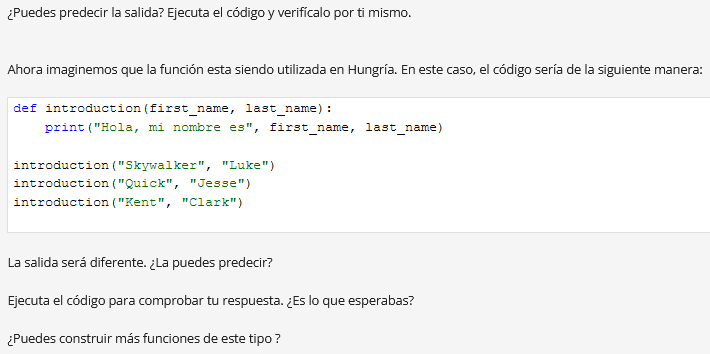 ¿Puedes predecir la salida? Ejecuta el código y verifícalo por ti mismo.
Ahora imaginemos que la función esta siendo utilizada en Hungría. En este caso, el código sería de la siguiente manera:
def introduction(first_name, last_name):
    print("Hola, mi nombre es", first_name, last_name)
introduction("Skywalker", "Luke")
introduction("Quick", "Jesse")
introduction("Kent", "Clark")
La salida será diferente. ¿La puedes predecir?
Ejecuta el código para comprobar tu respuesta. ¿Es lo que esperabas?
¿Puedes construir más funciones de este tipo ?